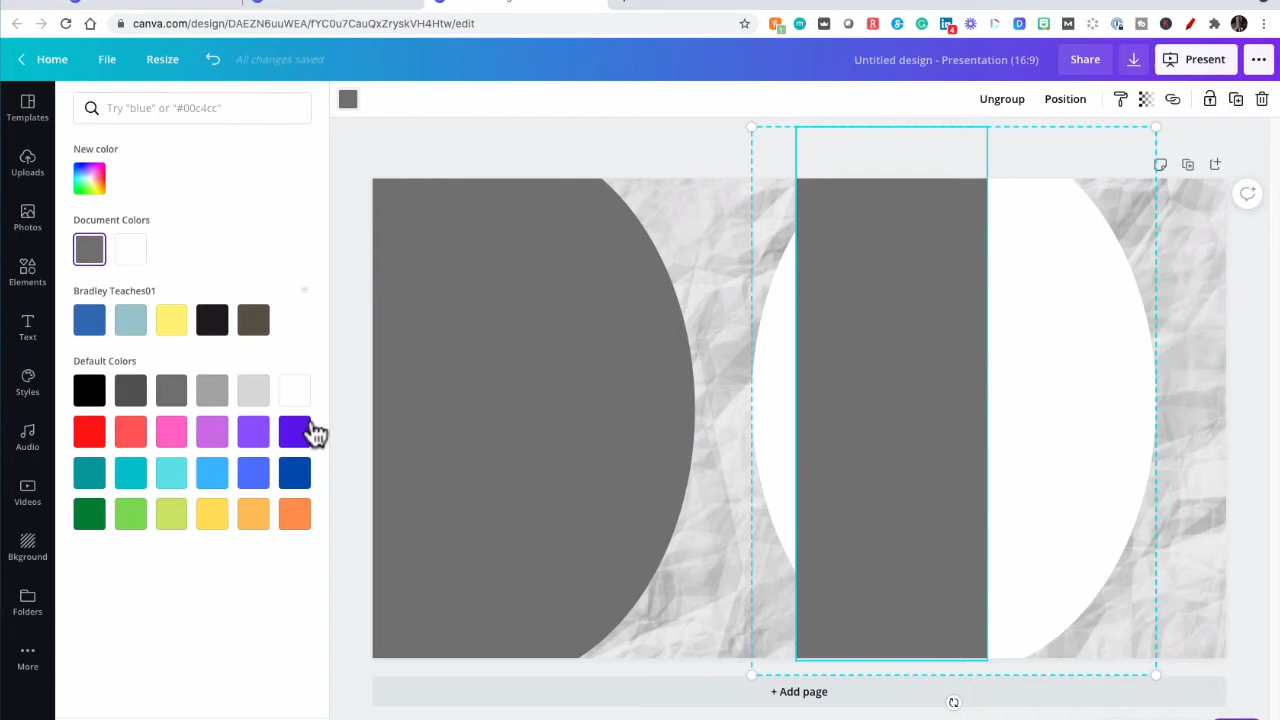 canva.com/design/DAEZN6uuWEA/fYC0u7CauQxZryskVH4Htw/edit
Home
File
Resize
All changes saved
Untitled design - Presentation (16:9)
Share
Present
Templates
Uploads
Photos
Elements
Text
Styles
Audio
Videos
Bkground
Folders
More
Try "blue" or "#00c4cc"
New color
Document Colors
Bradley Teaches01
Default Colors
Ungroup
Position
+ Add page